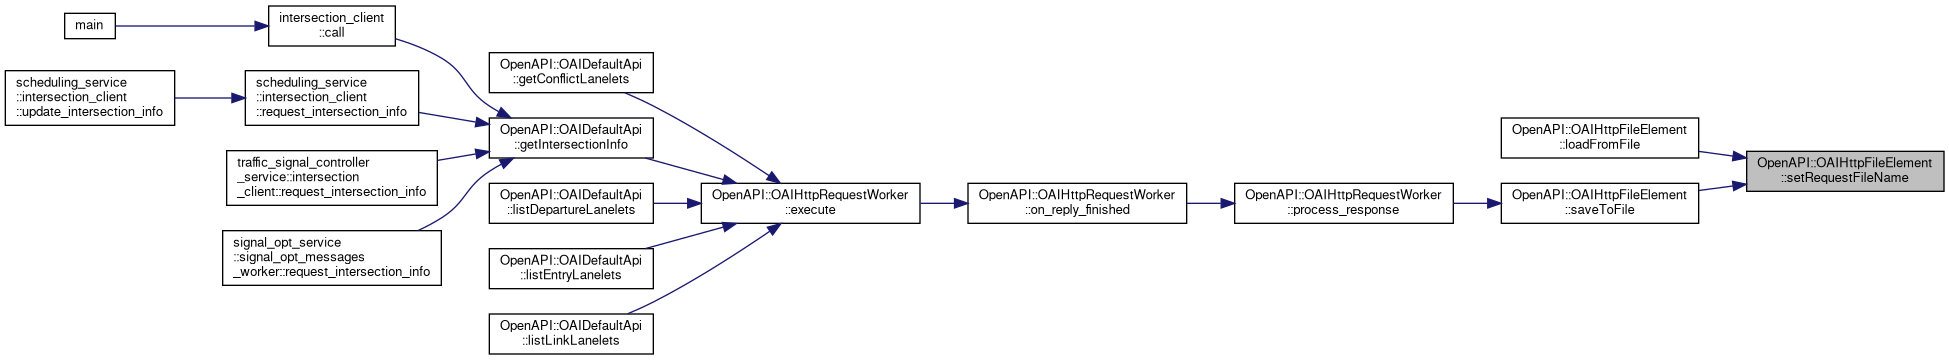 main
intersection_client
::call
scheduling_service
::intersection_client
::update_intersection_info
scheduling_service
::intersection_client
::request_intersection_info
traffic_signal_controller
_service::intersection
_client::request_intersection_info
signal_opt_service
::signal_opt_messages
_worker::request_intersection_info
OpenAPI::OAIDefaultApi
::getConflictLanelets
OpenAPI::OAIDefaultApi
::getIntersectionInfo
OpenAPI::OAIDefaultApi
::listDepartureLanelets
OpenAPI::OAIDefaultApi
::listEntryLanelets
OpenAPI::OAIDefaultApi
::listLinkLanelets
OpenAPI::OAIHttpRequestWorker
::execute
OpenAPI::OAIHttpRequestWorker
::on_reply_finished
OpenAPI::OAIHttpRequestWorker
::process_response
OpenAPI::OAIHttpFileElement
::loadFromFile
OpenAPI::OAIHttpFileElement
::saveToFile
OpenAPI::OAIHttpFileElement
::setRequestFileName